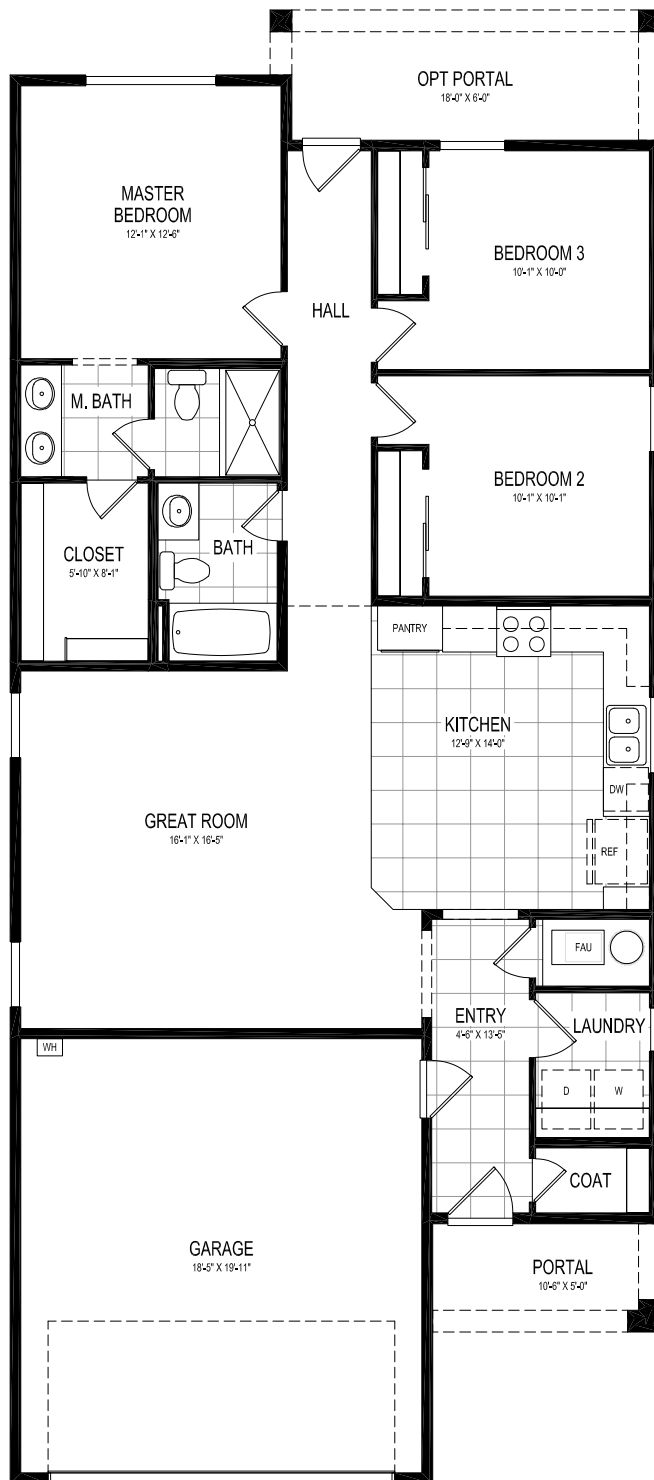 OPT PORTAL
18'-0" X 6'-0"
MASTER
BEDROOM
12'-1" X 12'-6"
BEDROOM 3
10'-1" X 10'-0"
HALL
M. BATH
BEDROOM 2
10'-1" X 10'-1"
CLOSET
5'-10" X 8'-1"
BATH
PANTRY
KITCHEN
12'-9" X 14'-0"
DW
GREAT ROOM
16'-1" X 16'-5"
REF
FAU
ENTRY
4'-6" X 13'-5"
LAUNDRY
WH
D
W
COAT
GARAGE
18'-5" X 19'-11"
PORTAL
10'-6" X 5'-0"